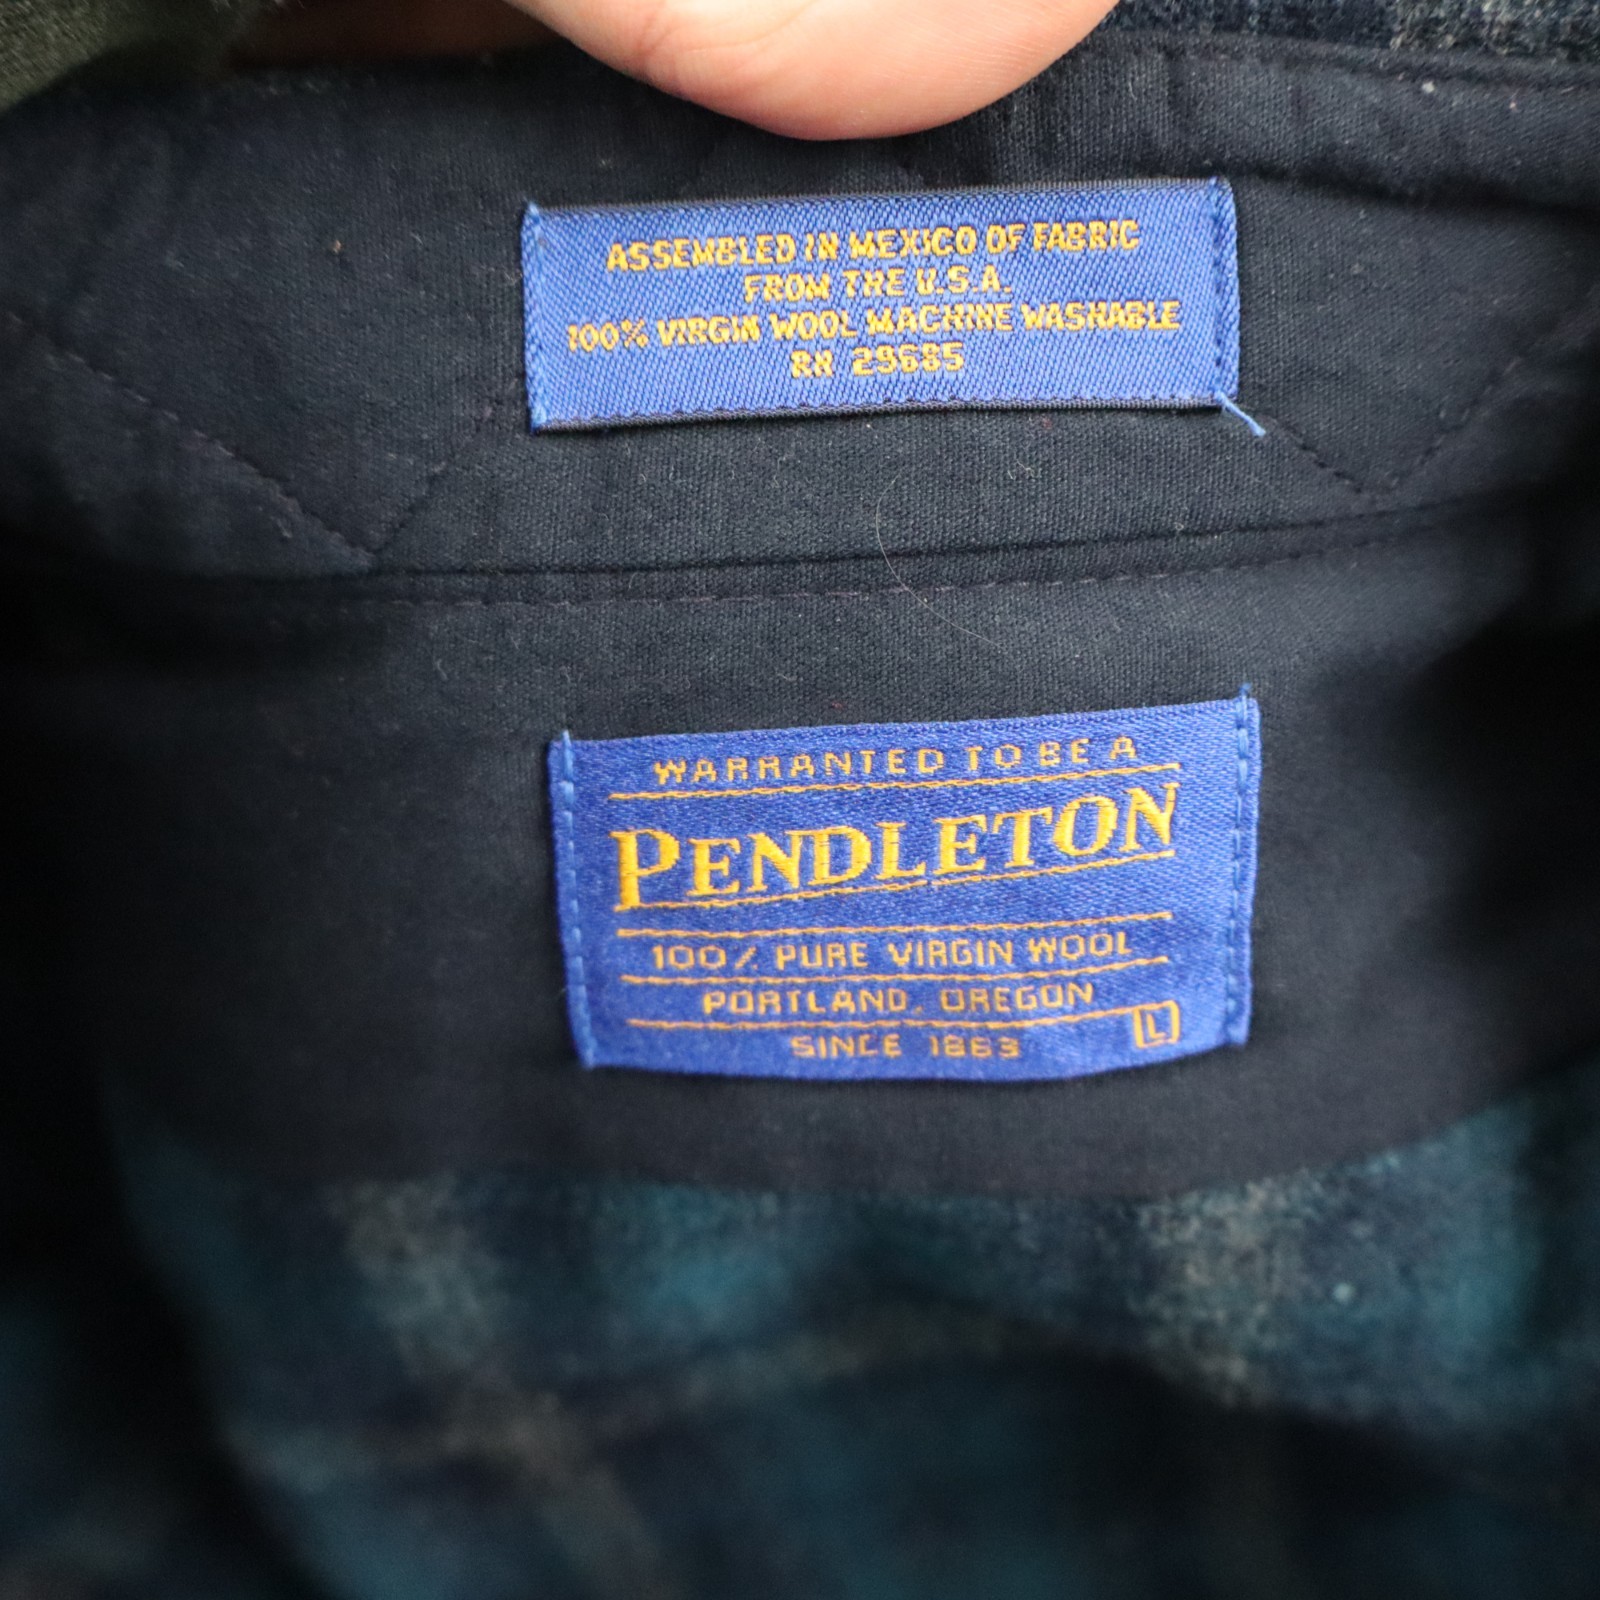 ASSEMBLED IN MEXICO OF FABRIC
FROM THE U.S.A.
100% VIRGIN WOOL MACHINE WASHABLE
RN 29685
WARRANTED TO BE A
PENDLETON
100% PURE VIRGIN WOOL
PORTLAND, OREGON
SINCE 1863
L